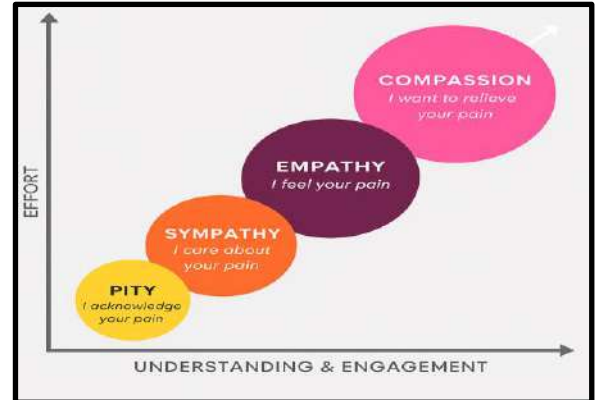 COMPASSION
I want to relieve
your pain
EMPATHY
I feel your pain
SYMPATHY
I care about
your pain
PITY
I acknowledge
your pain
EFFORT
UNDERSTANDING & ENGAGEMENT